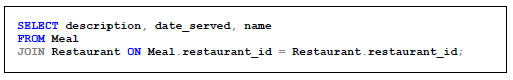 SELECT description, date_served, name
FROM Meal
JOIN Restaurant ON Meal.restaurant_id = Restaurant.restaurant_id;